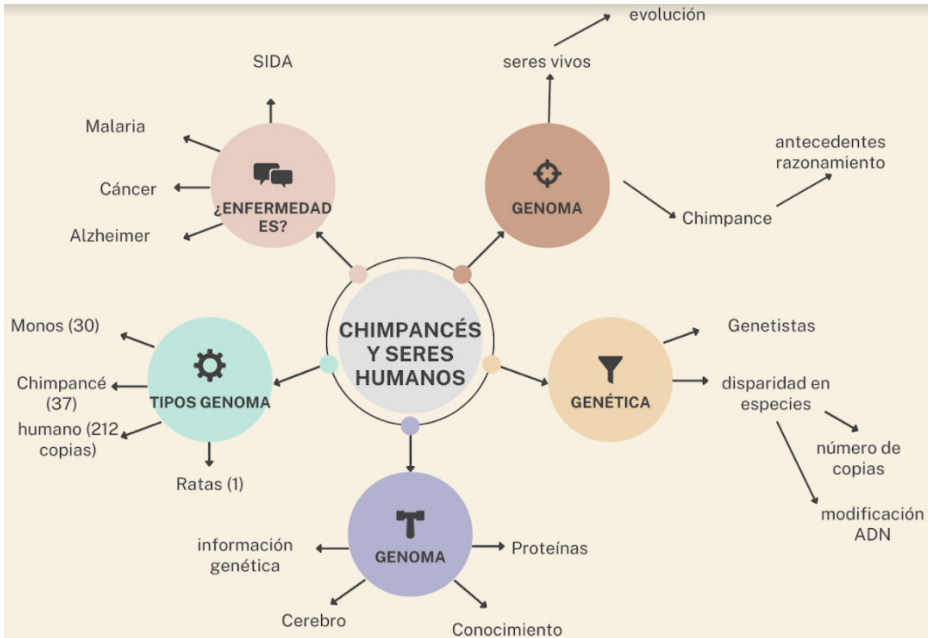 evolución
seres vivos
SIDA
Malaria
Cáncer
Alzheimer
¿ENFERMEDAD
ES?
GENOMA
antecedentes
razonamiento
Chimpance
CHIMPANCÉS
Y SERES
HUMANOS
Monos (30)
Chimpancé
(37)
humano (212
copias)
Ratas (1)
TIPOS GENOMA
GENÉTICA
Genetistas
disparidad en
especies
número de
copias
modificación
ADN
GENOMA
información
genética
Cerebro
Proteínas
Conocimiento